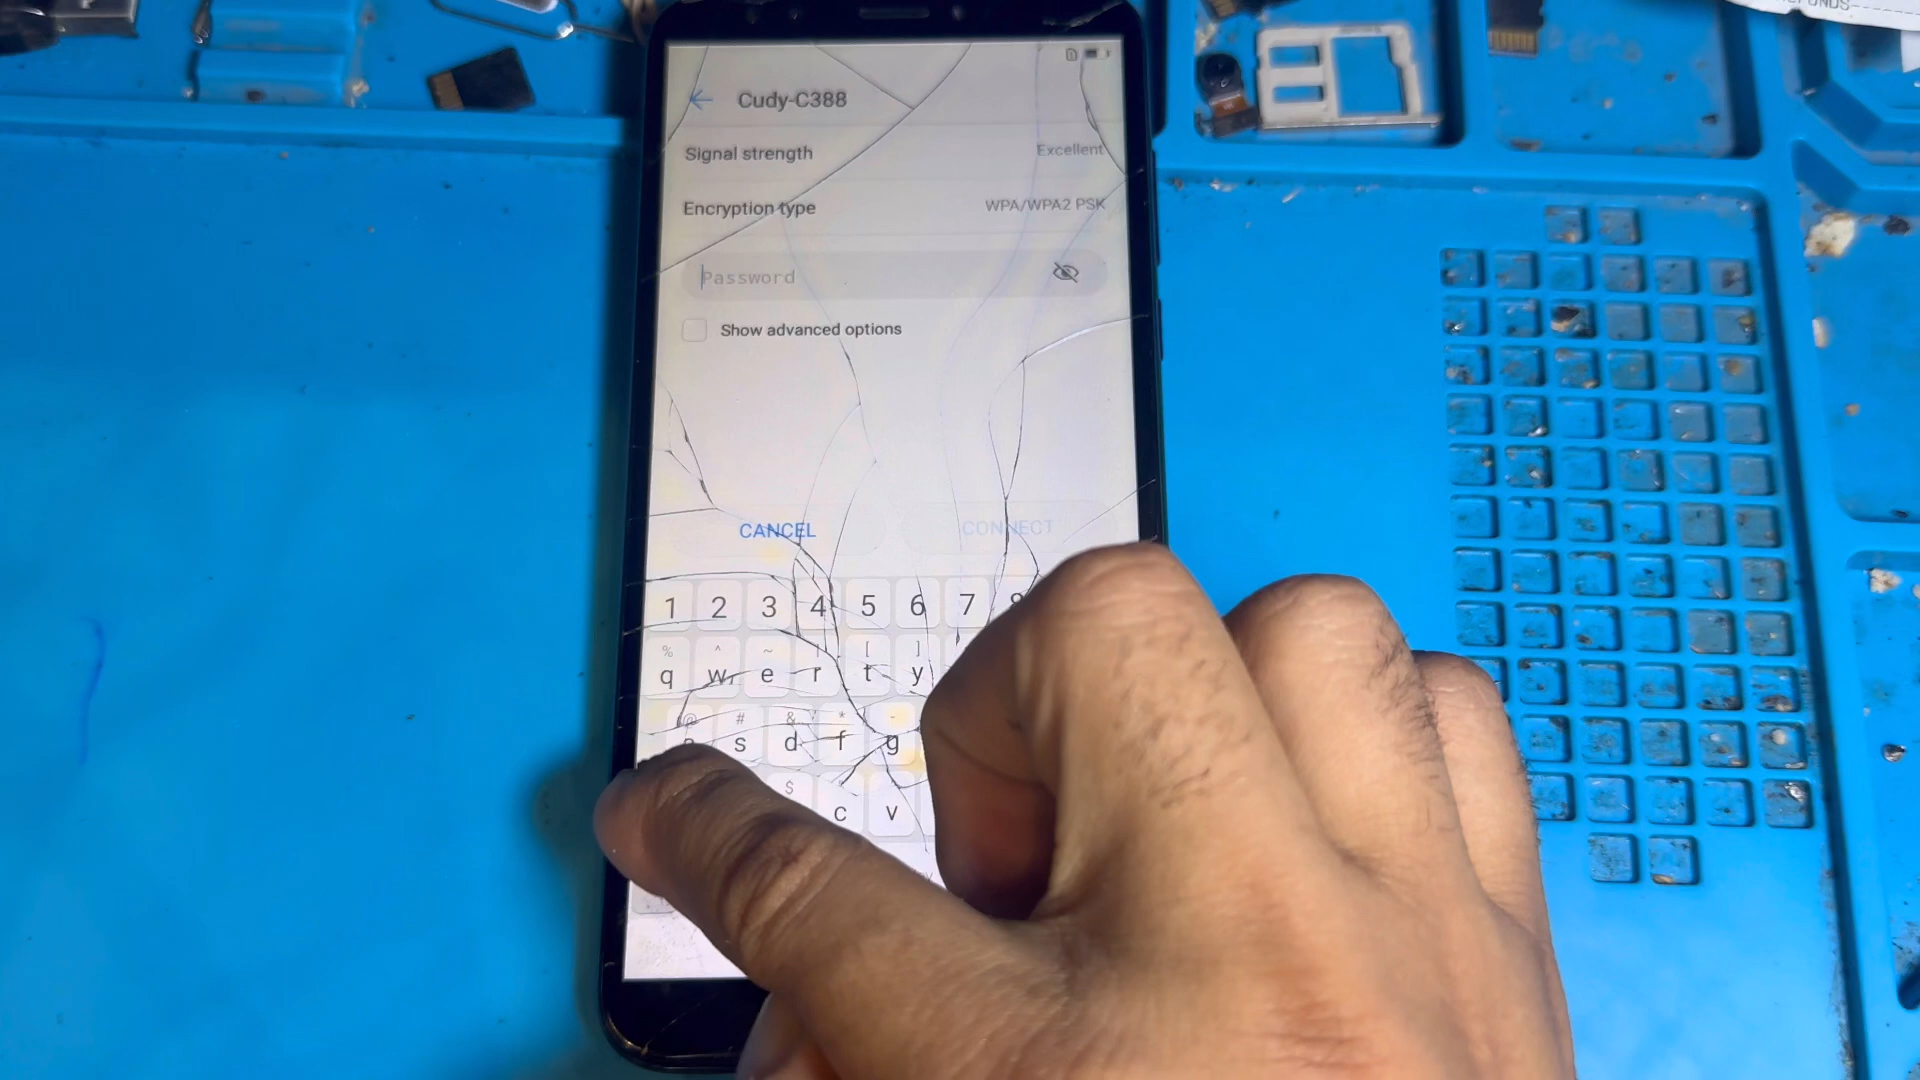 Cudy-C388
Signal strength Excellent
Encryption type WPA/WPA2 PSK
Password
Show advanced options
CANCEL CONNECT
1 2 3 4 5 6 7 8
% ^ ~ | [ ]
q w e r t y
@ # & * -
s d f g
$
c v